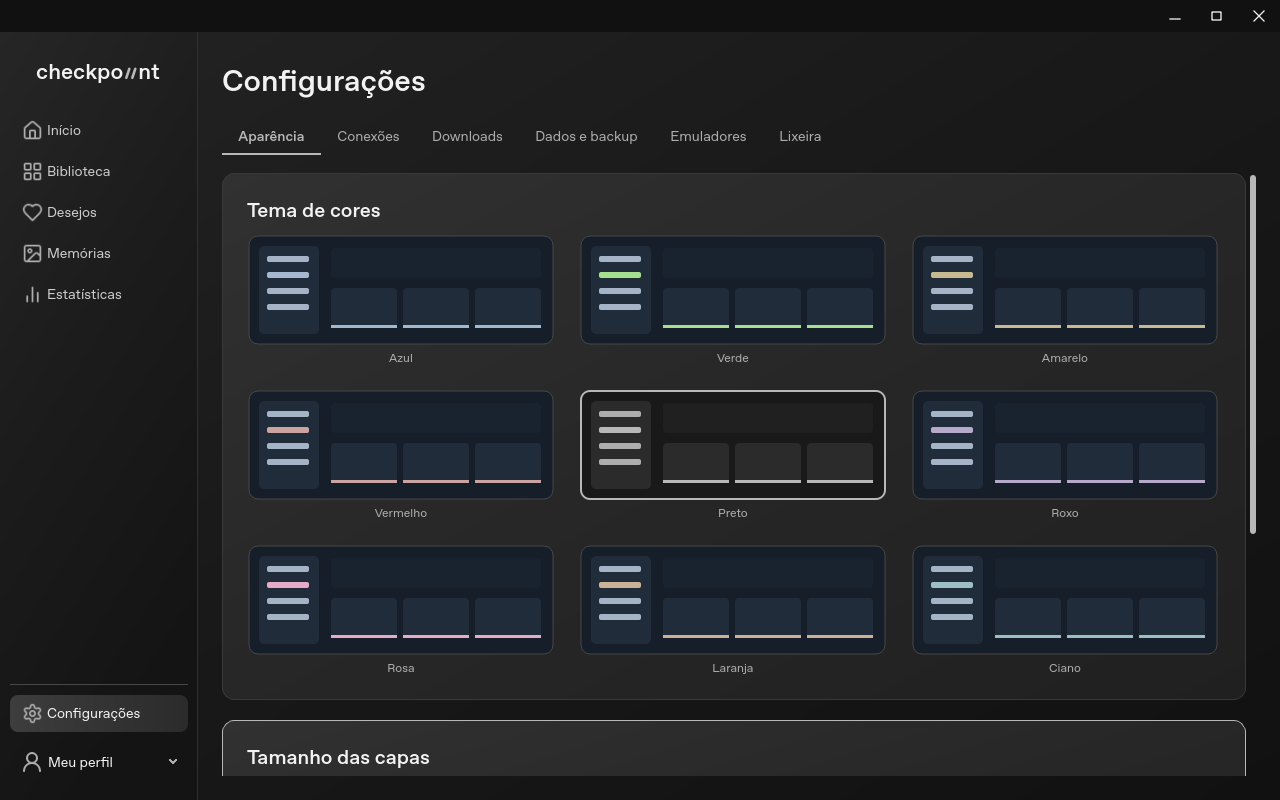 checkpo//nt
Início
Biblioteca
Desejos
Memórias
Estatísticas
Configurações
Meu perfil
Configurações
Aparência Conexões Downloads Dados e backup Emuladores Lixeira
Tema de cores
Azul Verde Amarelo
Vermelho Preto Roxo
Rosa Laranja Ciano
Tamanho das capas